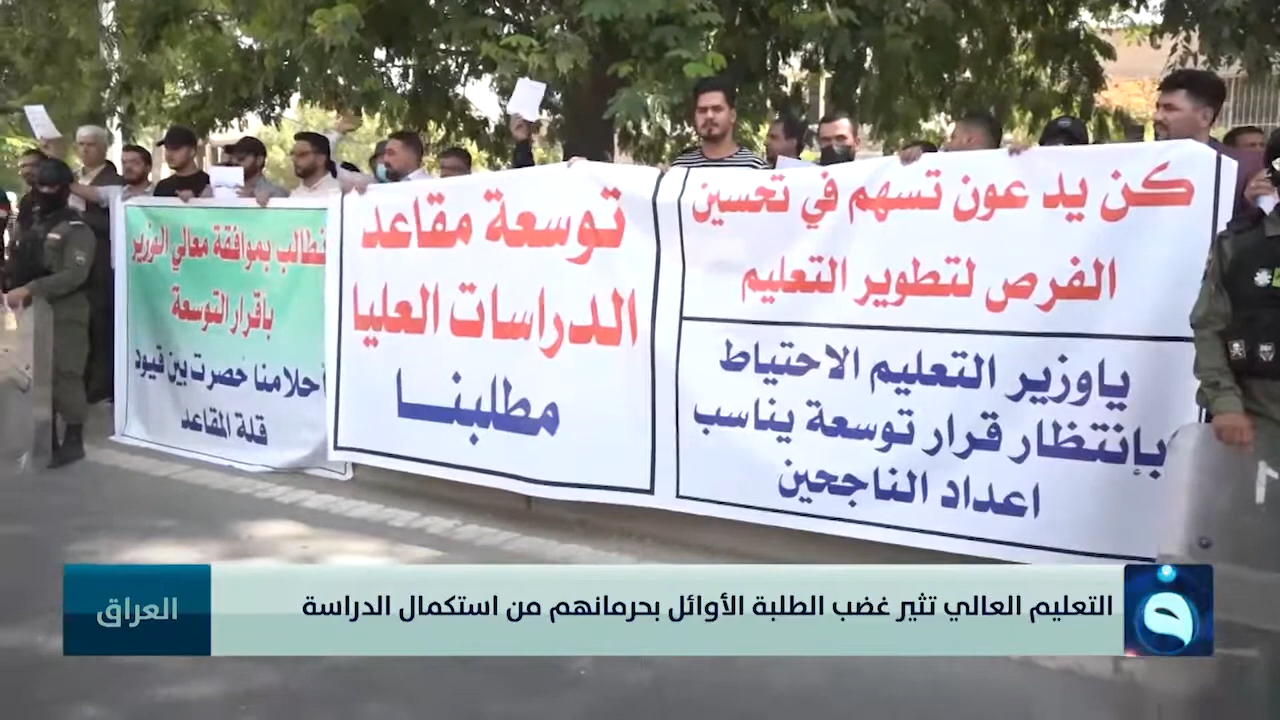 كن يد عون تسهم في تحسين
الفرص لتطوير التعليم
ياوزير التعليم الاحتياط
بإنتظار قرار توسعة يناسب
اعداد الناجحين
توسعة مقاعد
الدراسات العليا
مطلبنا
نطالب بموافقة معالي الوزير
باقرار التوسعة
أحلامنا حصرت بين قيود
قلة المقاعد
التعليم العالي تثير غضب الطلبة الأوائل بحرمانهم من استكمال الدراسة
العراق